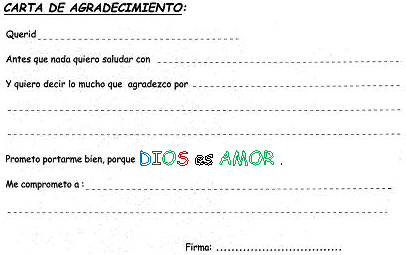 CARTA DE AGRADECIMIENTO:
Querid
Antes que nada quiero saludar con
Y quiero decir lo mucho que agradezco por
Prometo portarme bien, porque DIOS es AMOR .
Me comprometo a :
Firma: